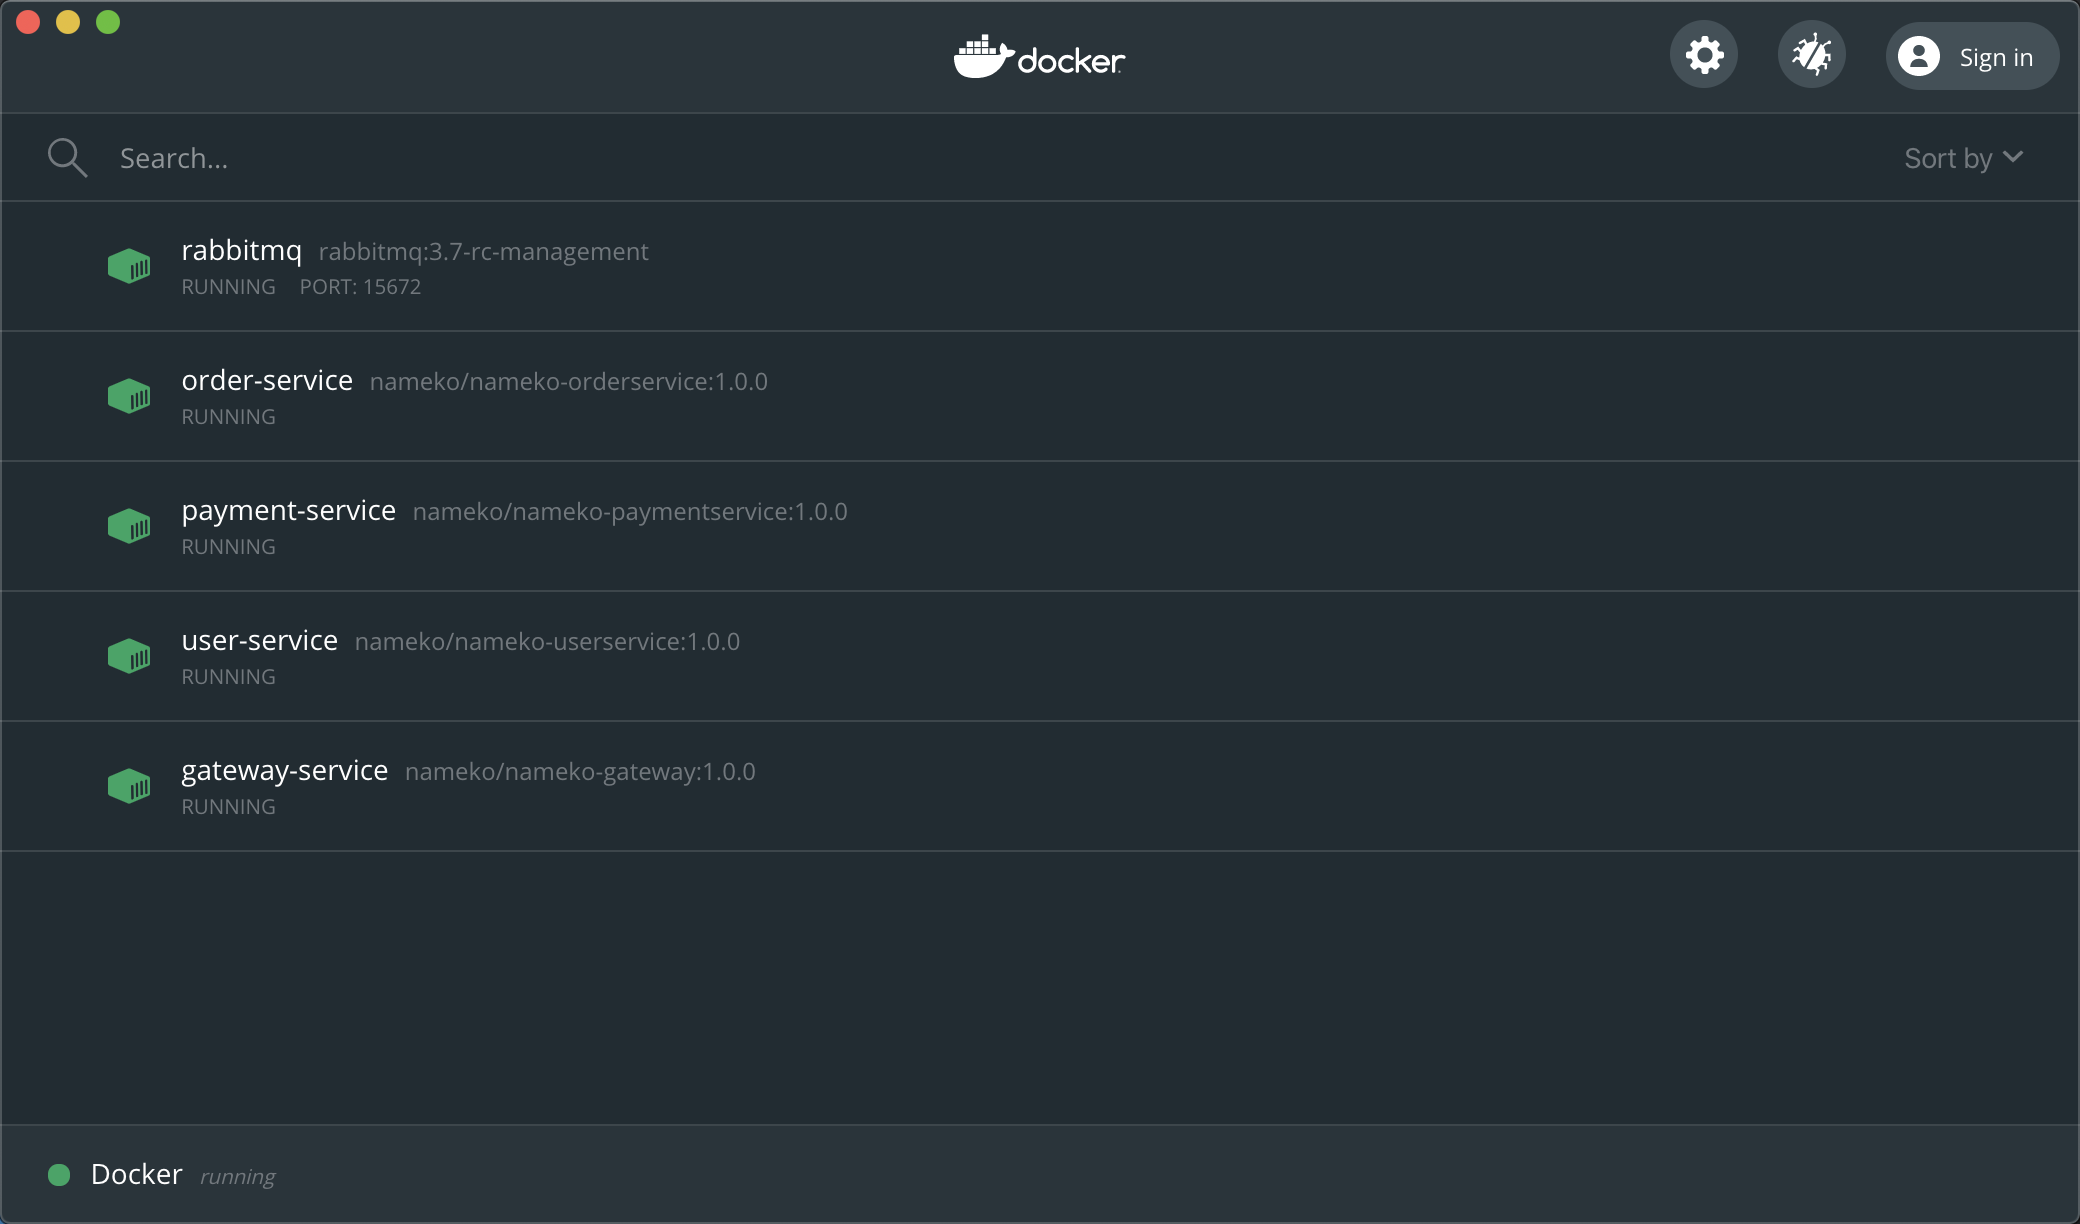 docker
Sign in
Search...
Sort by
rabbitmq rabbitmq:3.7-rc-management
RUNNING PORT: 15672
order-service nameko/nameko-orderservice:1.0.0
RUNNING
payment-service nameko/nameko-paymentservice:1.0.0
RUNNING
user-service nameko/nameko-userservice:1.0.0
RUNNING
gateway-service nameko/nameko-gateway:1.0.0
RUNNING
Docker running